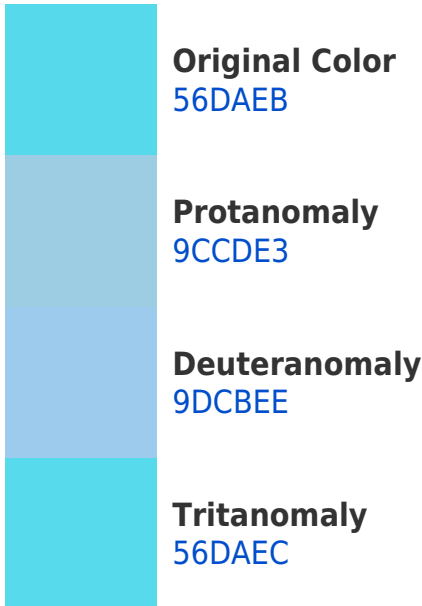 Original Color
56DAEB
Protanomaly
9CCDE3
Deuteranomaly
9DCBEE
Tritanomaly
56DAEC